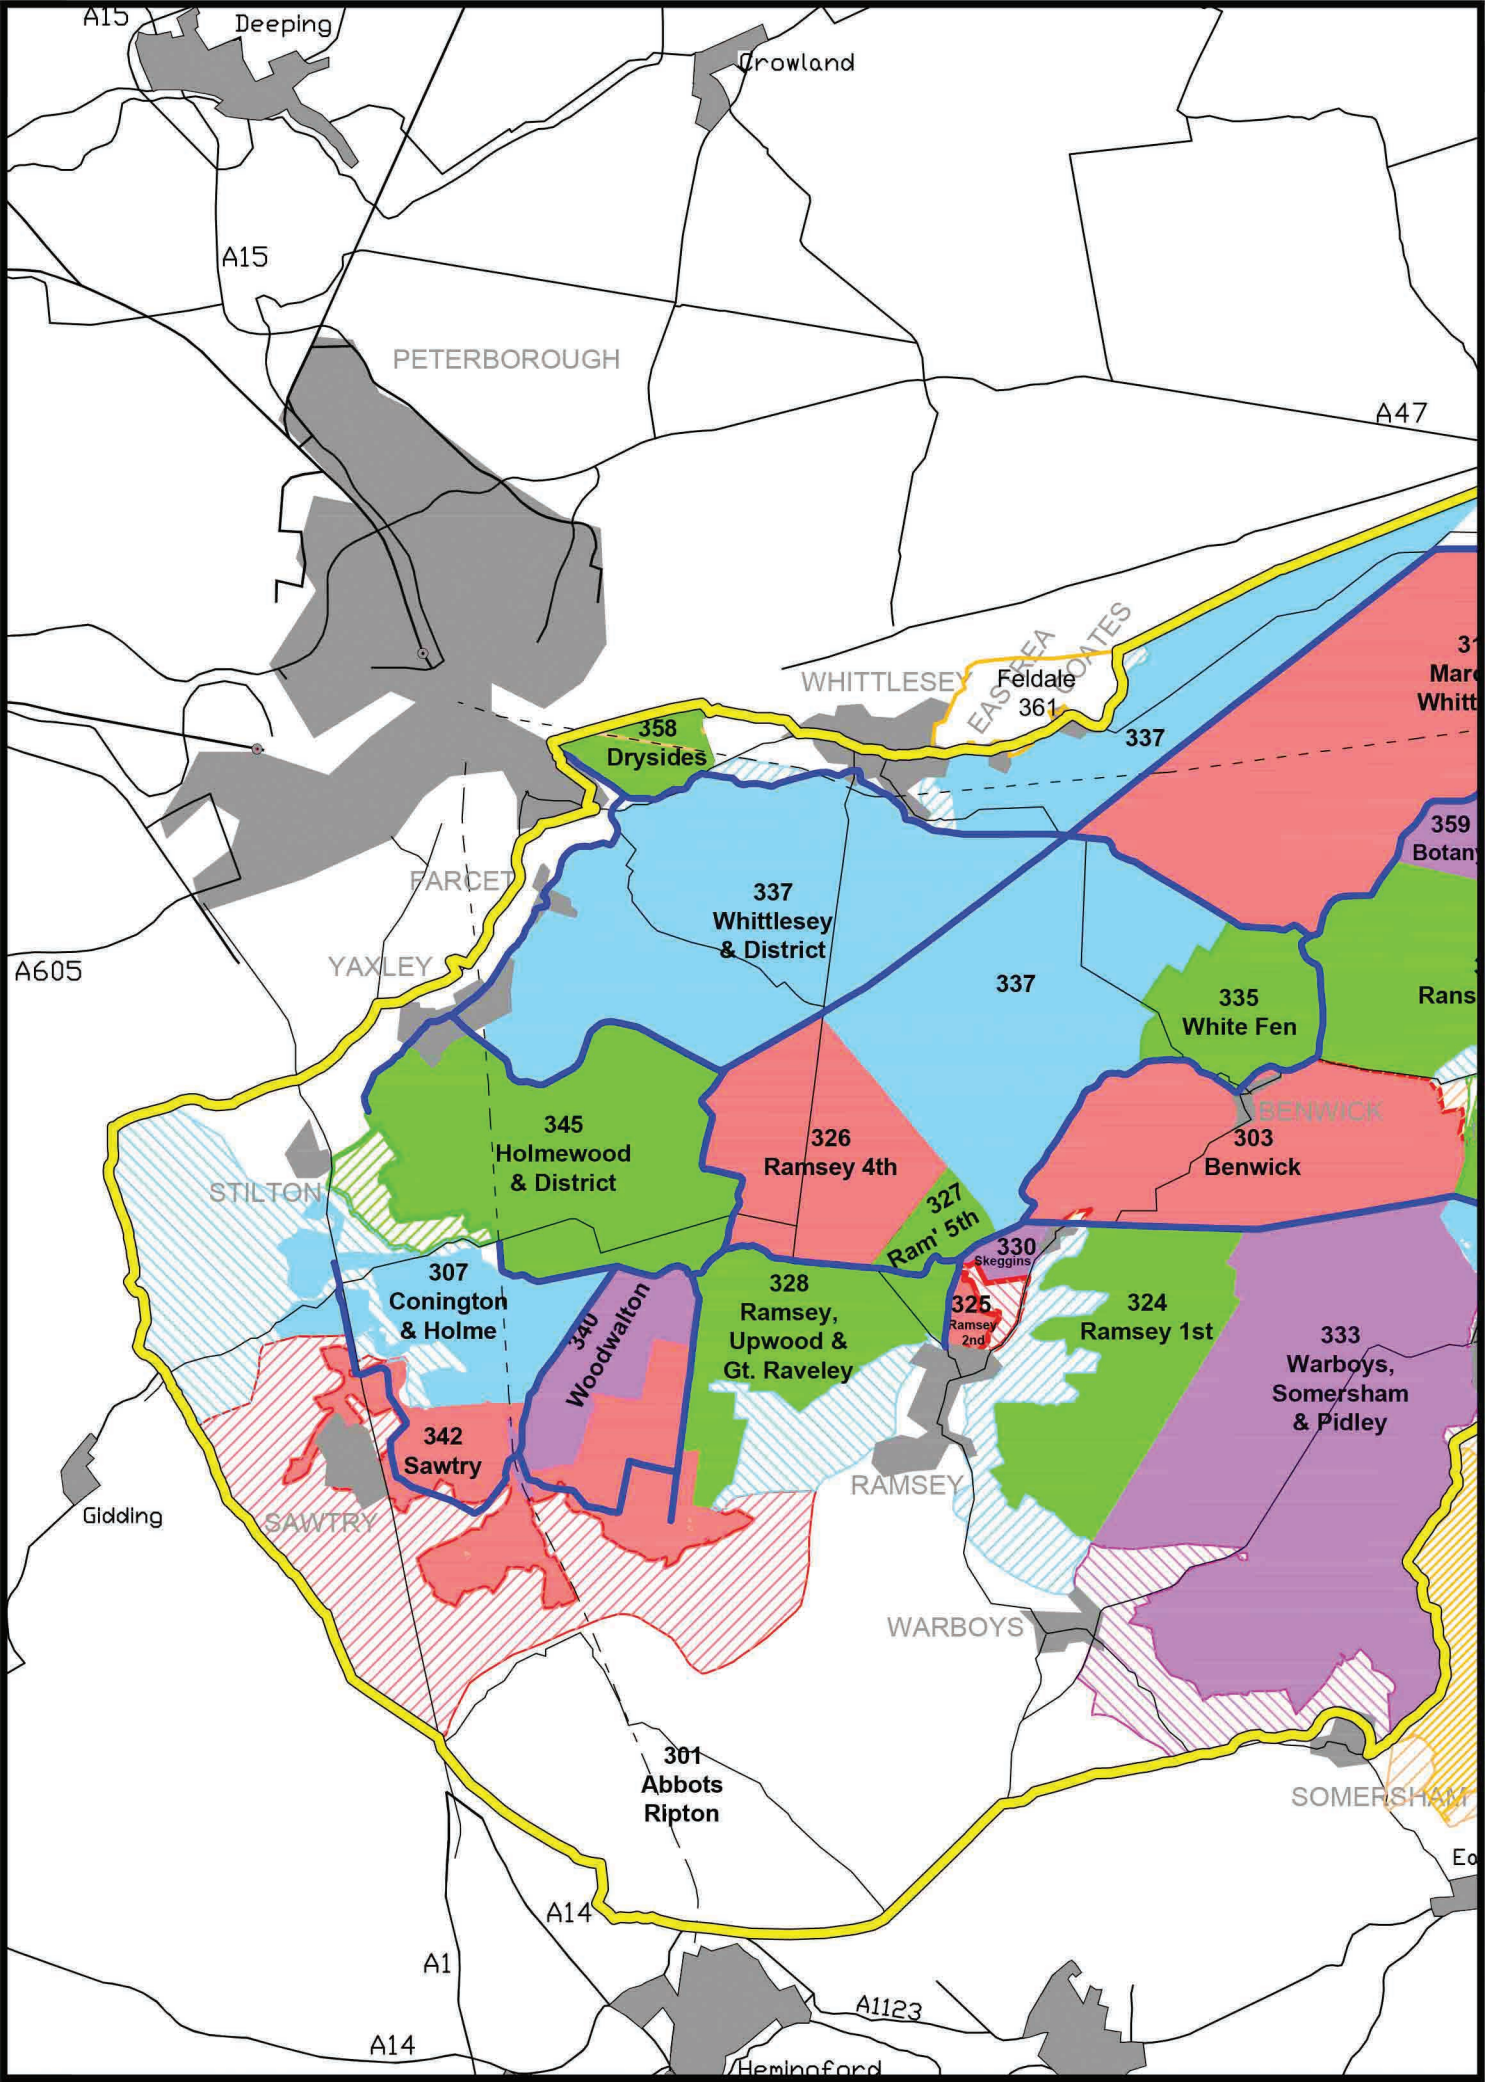 A15
Deeping
Crowland
A15
PETERBOROUGH
A47
WHITTLESEY
EASTREA
COATES
Feldale
361
358
Drysides
337
31
Marc
Whitt
359
Botany
FARCET
337
Whittlesey
& District
YAXLEY
A605
337
335
White Fen
Rans
345
Holmewood
& District
326
Ramsey 4th
327
Ram' 5th
BENWICK
303
Benwick
STILTON
330
Skeggins
307
Conington
& Holme
340
Woodwalton
328
Ramsey,
Upwood &
Gt. Raveley
325
Ramsey
2nd
324
Ramsey 1st
333
Warboys,
Somersham
& Pidley
342
Sawtry
RAMSEY
Gidding
SAWTRY
WARBOYS
301
Abbots
Ripton
SOMERSHAM
Ea
A14
A1
A1123
A14
Hemingford